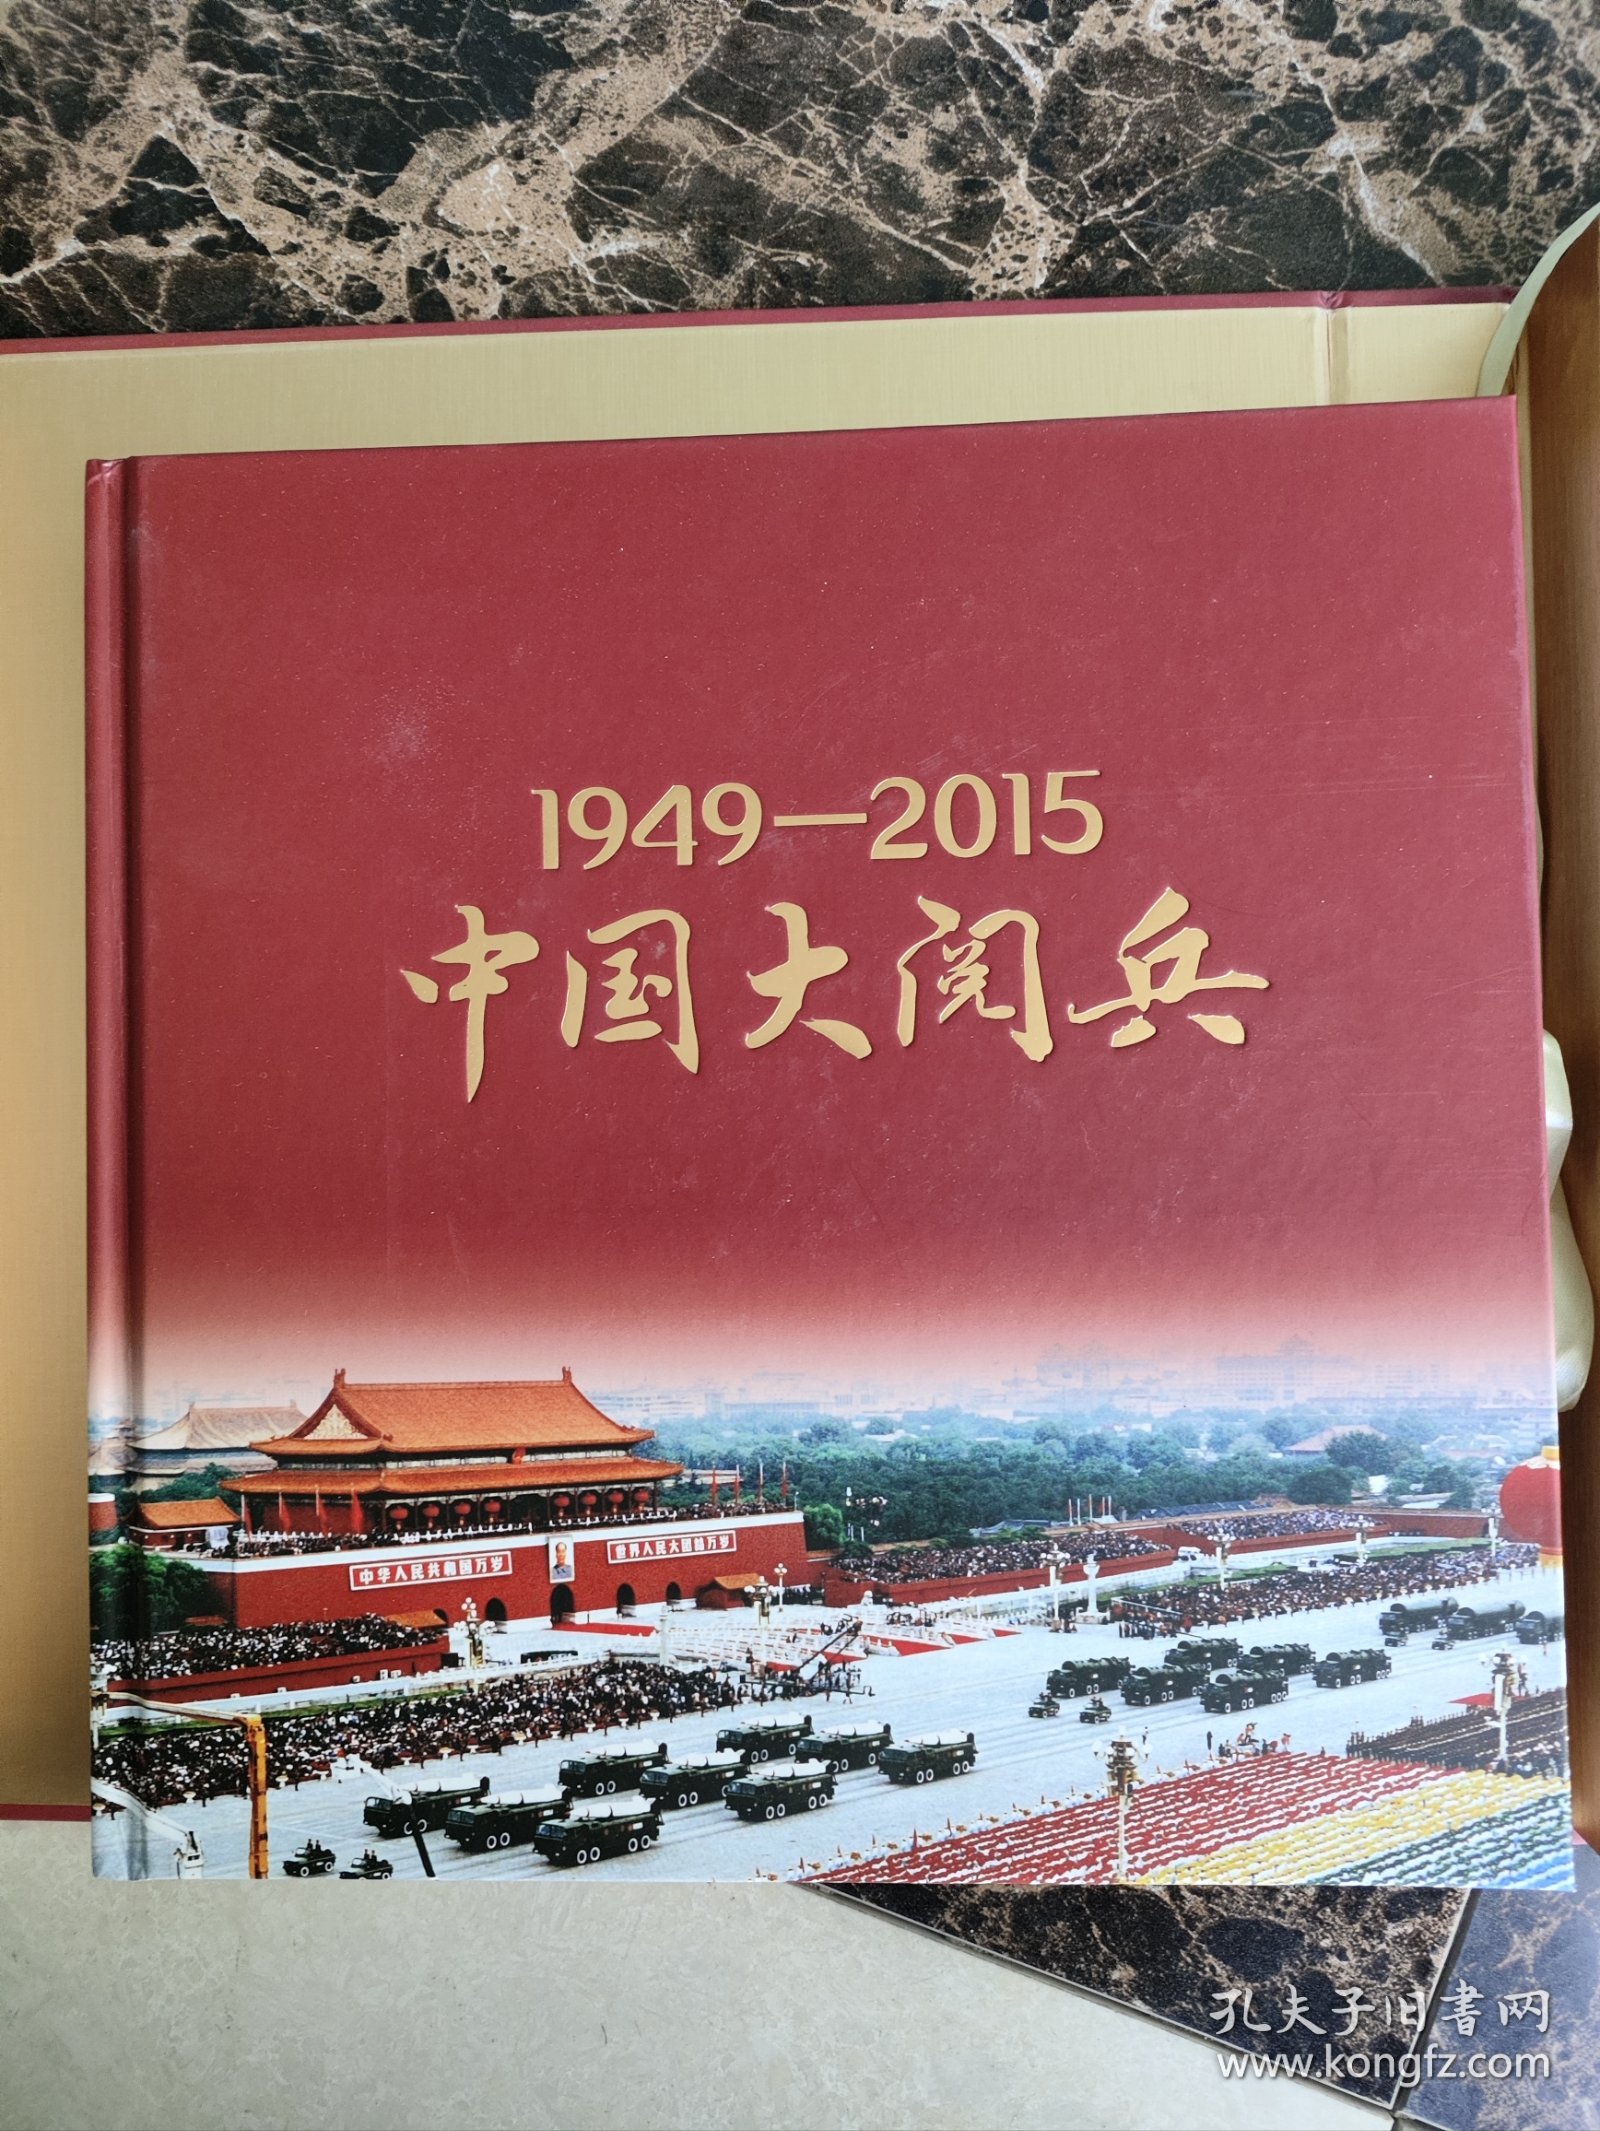 1949—2015
中国大阅兵
中华人民共和国万岁
世界人民大团结万岁
孔夫子旧書网
www.kongfz.com